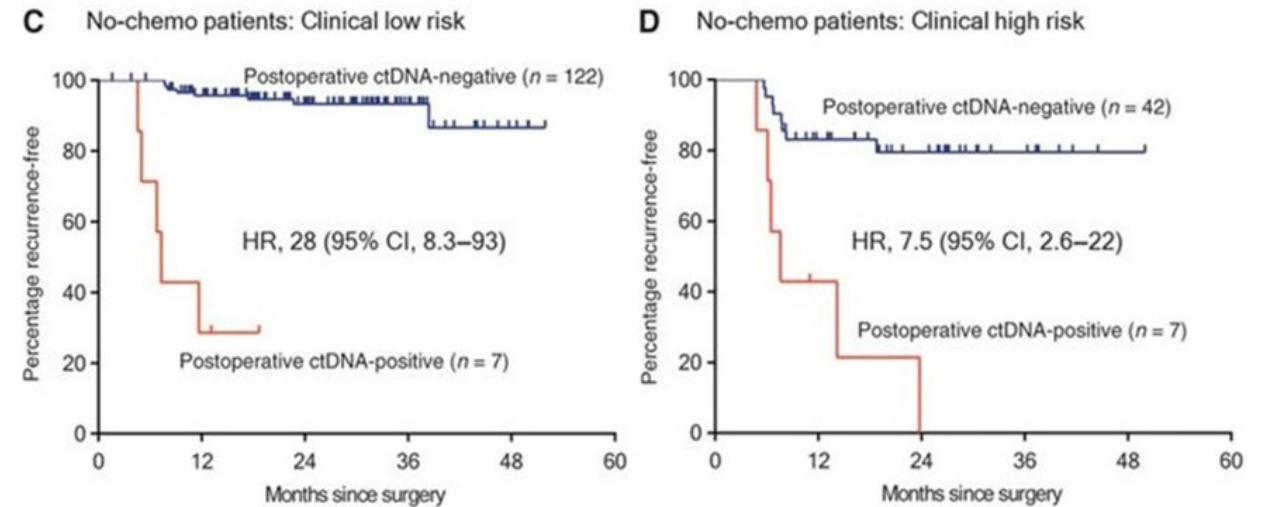 C No-chemo patients: Clinical low risk
Percentage recurrence-free
100
80
60
40
20
0
Postoperative ctDNA-negative (n = 122)
HR, 28 (95% CI, 8.3–93)
Postoperative ctDNA-positive (n = 7)
0 12 24 36 48 60
Months since surgery
D No-chemo patients: Clinical high risk
Percentage recurrence-free
100
80
60
40
20
0
Postoperative ctDNA-negative (n = 42)
HR, 7.5 (95% CI, 2.6–22)
Postoperative ctDNA-positive (n = 7)
0 12 24 36 48 60
Months since surgery